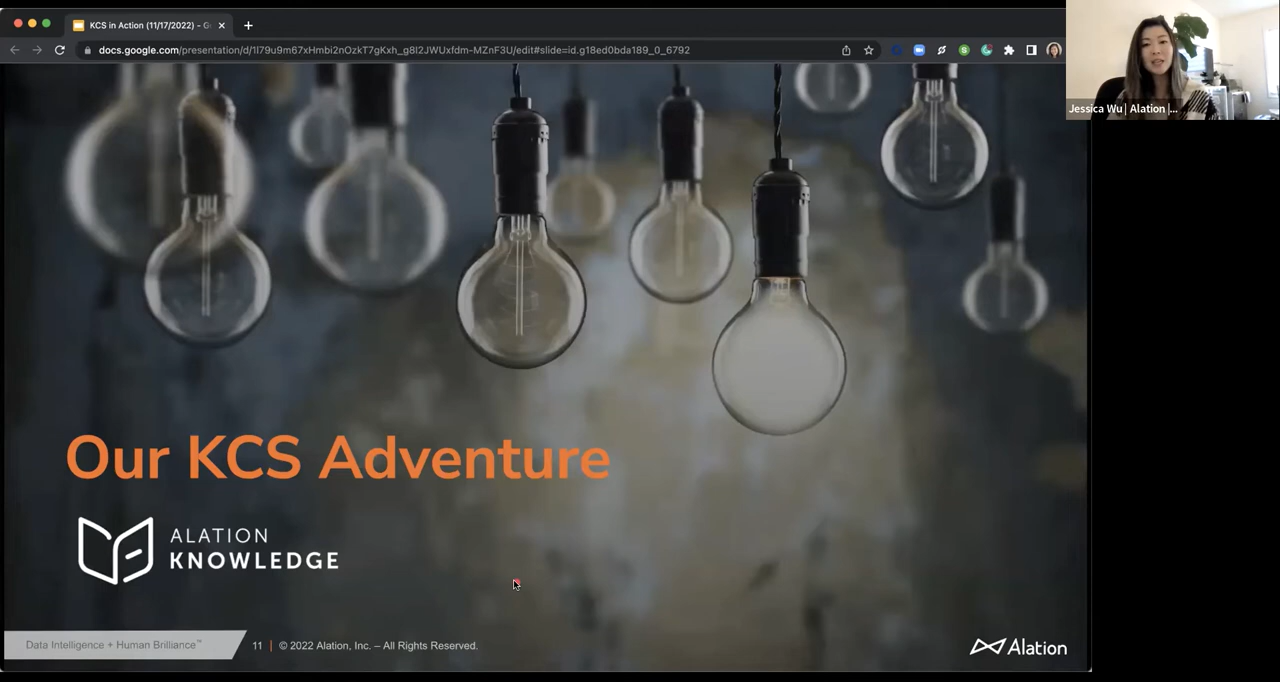 KCS in Action (11/17/2022) - G
docs.google.com/presentation/d/1I79u9m67xHmbi2nOzkT7gKxh_g8I2JWUxfdm-MZnF3U/edit#slide=id.g18ed0bda189_0_6792
Jessica Wu | Alation |...
Our KCS Adventure
ALATION
KNOWLEDGE
Data Intelligence + Human Brilliance™
11 | © 2022 Alation, Inc. – All Rights Reserved.
Alation